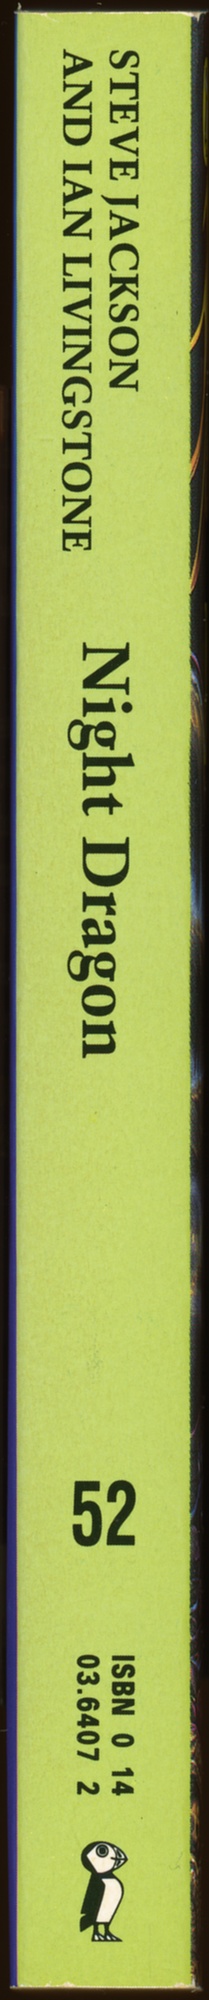 STEVE JACKSON
AND IAN LIVINGSTONE
Night Dragon
52
ISBN 0 14
03.6407 2